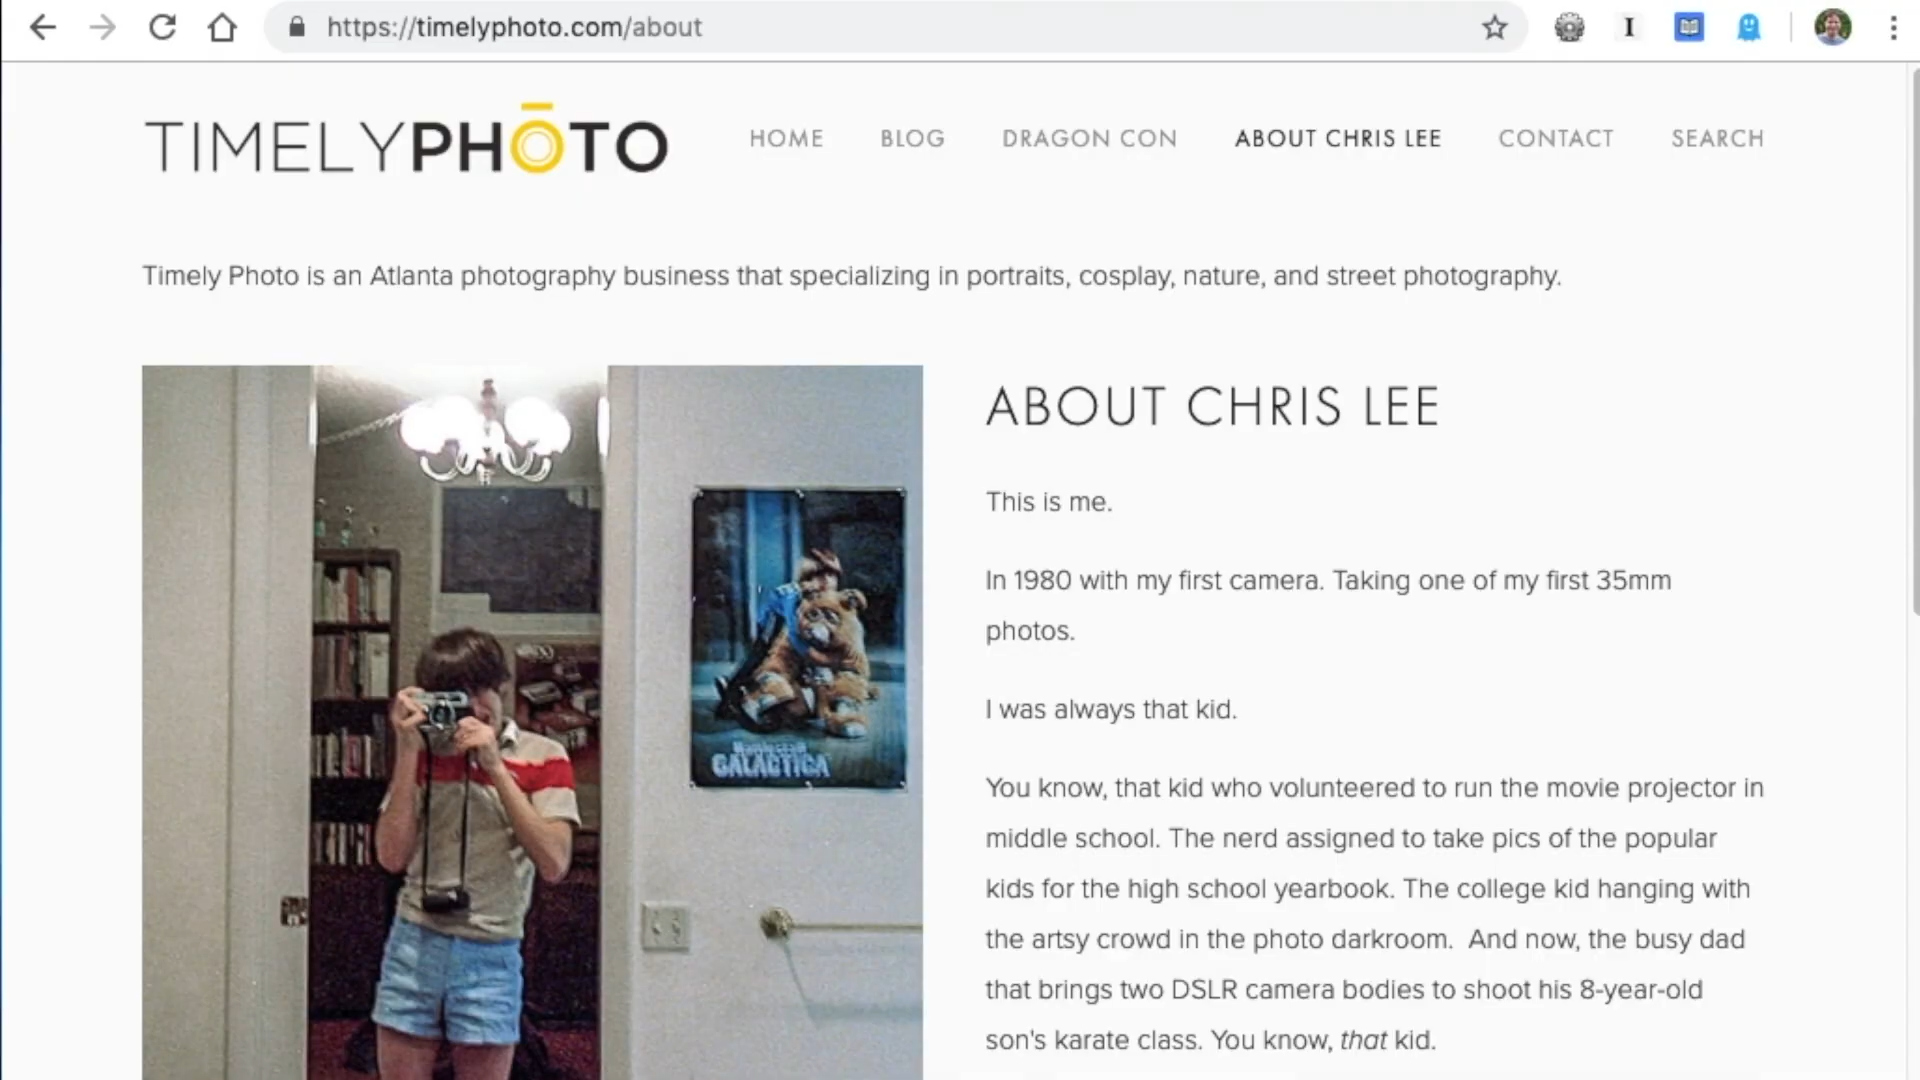 https://timelyphoto.com/about
I
TIMELYPHŌTO
HOME BLOG DRAGON CON ABOUT CHRIS LEE CONTACT SEARCH
Timely Photo is an Atlanta photography business that specializing in portraits, cosplay, nature, and street photography.
ABOUT CHRIS LEE
This is me.
In 1980 with my first camera. Taking one of my first 35mm
photos.
I was always that kid.
You know, that kid who volunteered to run the movie projector in
middle school. The nerd assigned to take pics of the popular
kids for the high school yearbook. The college kid hanging with
the artsy crowd in the photo darkroom.  And now, the busy dad
that brings two DSLR camera bodies to shoot his 8-year-old
son's karate class. You know, that kid.
GALACTICA